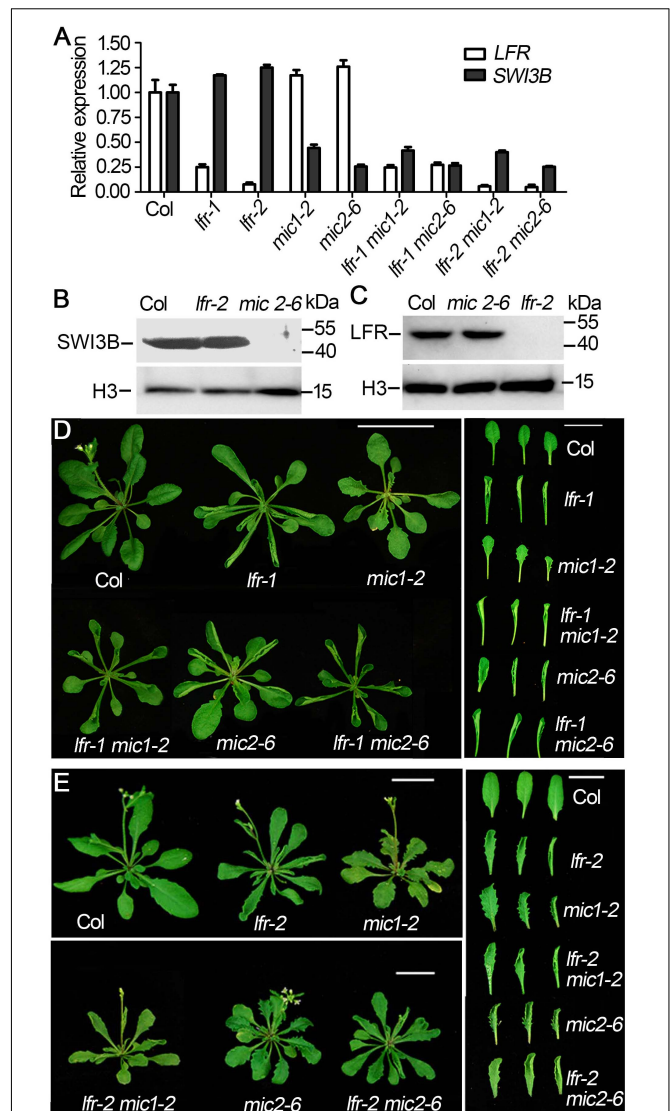 A
Relative expression
1.50
1.25
1.00
0.75
0.50
0.25
0.00
LFR
SWI3B
Col
lfr-1
lfr-2
mic1-2
mic2-6
lfr-1 mic1-2
lfr-1 mic2-6
lfr-2 mic1-2
lfr-2 mic2-6
B
Col lfr-2 mic 2-6 kDa
SWI3B
55
40
H3
15
C
Col mic 2-6 lfr-2 kDa
LFR
55
40
H3
15
D
Col lfr-1 mic1-2
lfr-1 mic1-2 mic2-6 lfr-1 mic2-6
Col
lfr-1
mic1-2
lfr-1
mic1-2
mic2-6
lfr-1
mic2-6
E
Col lfr-2 mic1-2
lfr-2 mic1-2 mic2-6 lfr-2 mic2-6
Col
lfr-2
mic1-2
lfr-2
mic1-2
mic2-6
lfr-2
mic2-6